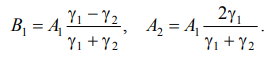 B₁ = A₁ (γ₁ − γ₂)/(γ₁ + γ₂), A₂ = A₁ 2γ₁/(γ₁ + γ₂).